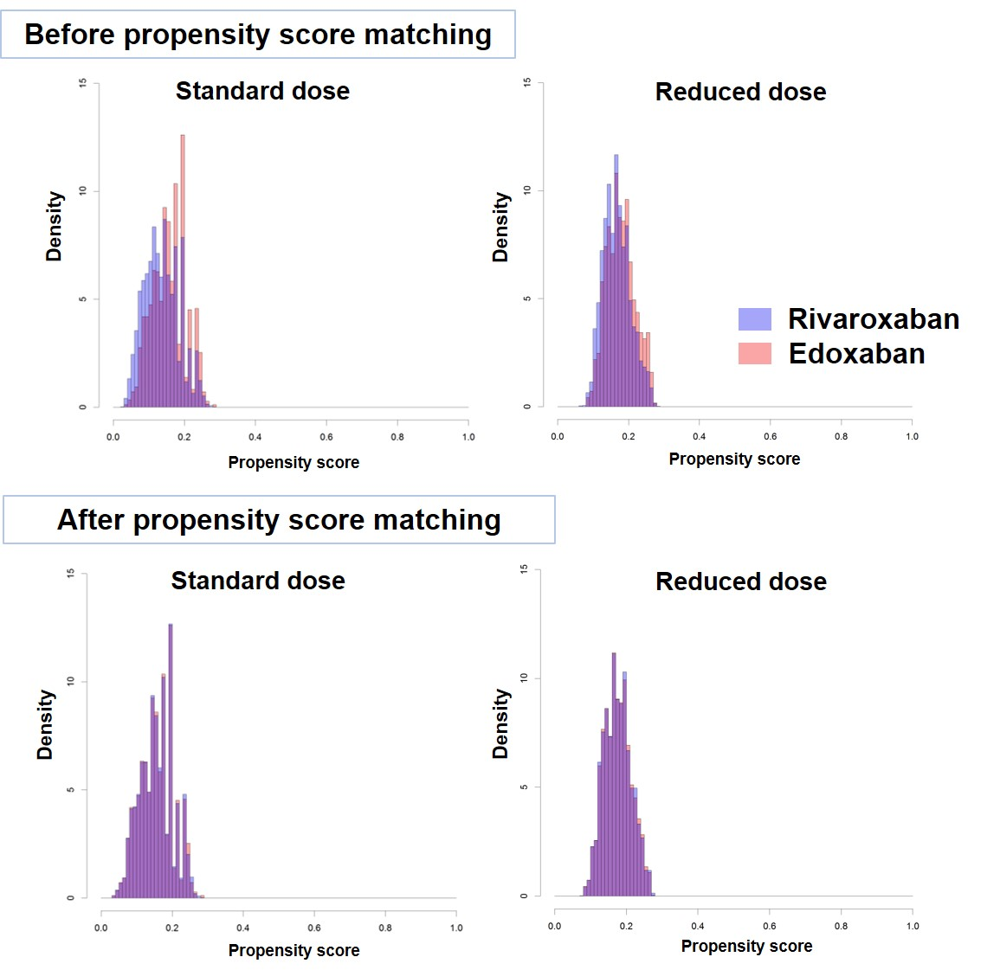 Before propensity score matching
Standard dose
Reduced dose
15
10
5
0
Density
0.0 0.2 0.4 0.6 0.8 1.0
Propensity score
15
10
5
0
Density
0.0 0.2 0.4 0.6 0.8 1.0
Propensity score
Rivaroxaban
Edoxaban
After propensity score matching
Standard dose
Reduced dose
15
10
5
0
Density
0.0 0.2 0.4 0.6 0.8 1.0
Propensity score
15
10
5
0
Density
0.0 0.2 0.4 0.6 0.8 1.0
Propensity score